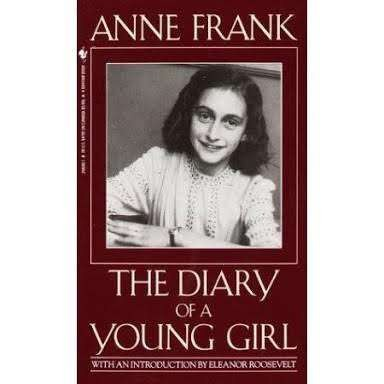 ANNE FRANK
THE DIARY
OF A
YOUNG GIRL
WITH AN INTRODUCTION BY ELEANOR ROOSEVELT